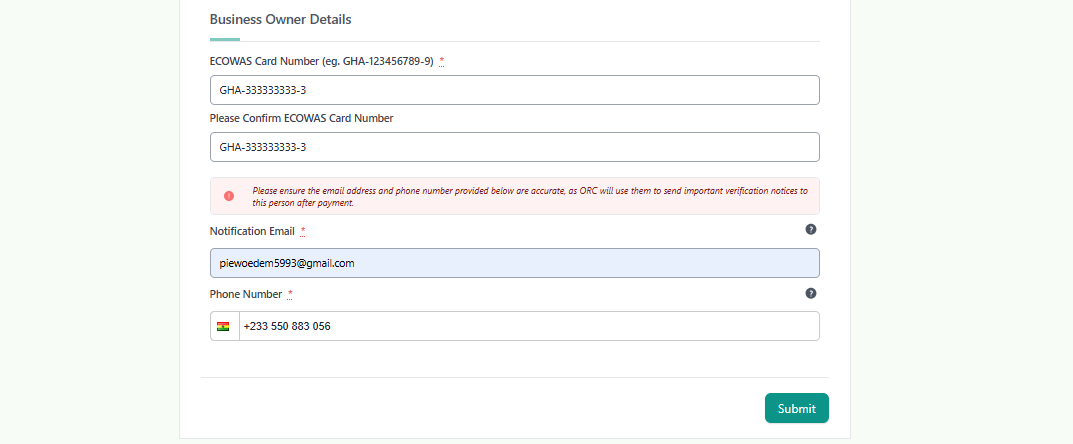 Business Owner Details
ECOWAS Card Number (eg. GHA-123456789-9) *
GHA-333333333-3
Please Confirm ECOWAS Card Number
GHA-333333333-3
Please ensure the email address and phone number provided below are accurate, as ORC will use them to send important verification notices to
this person after payment.
Notification Email *
piewoedem5993@gmail.com
Phone Number *
+233 550 883 056
Submit